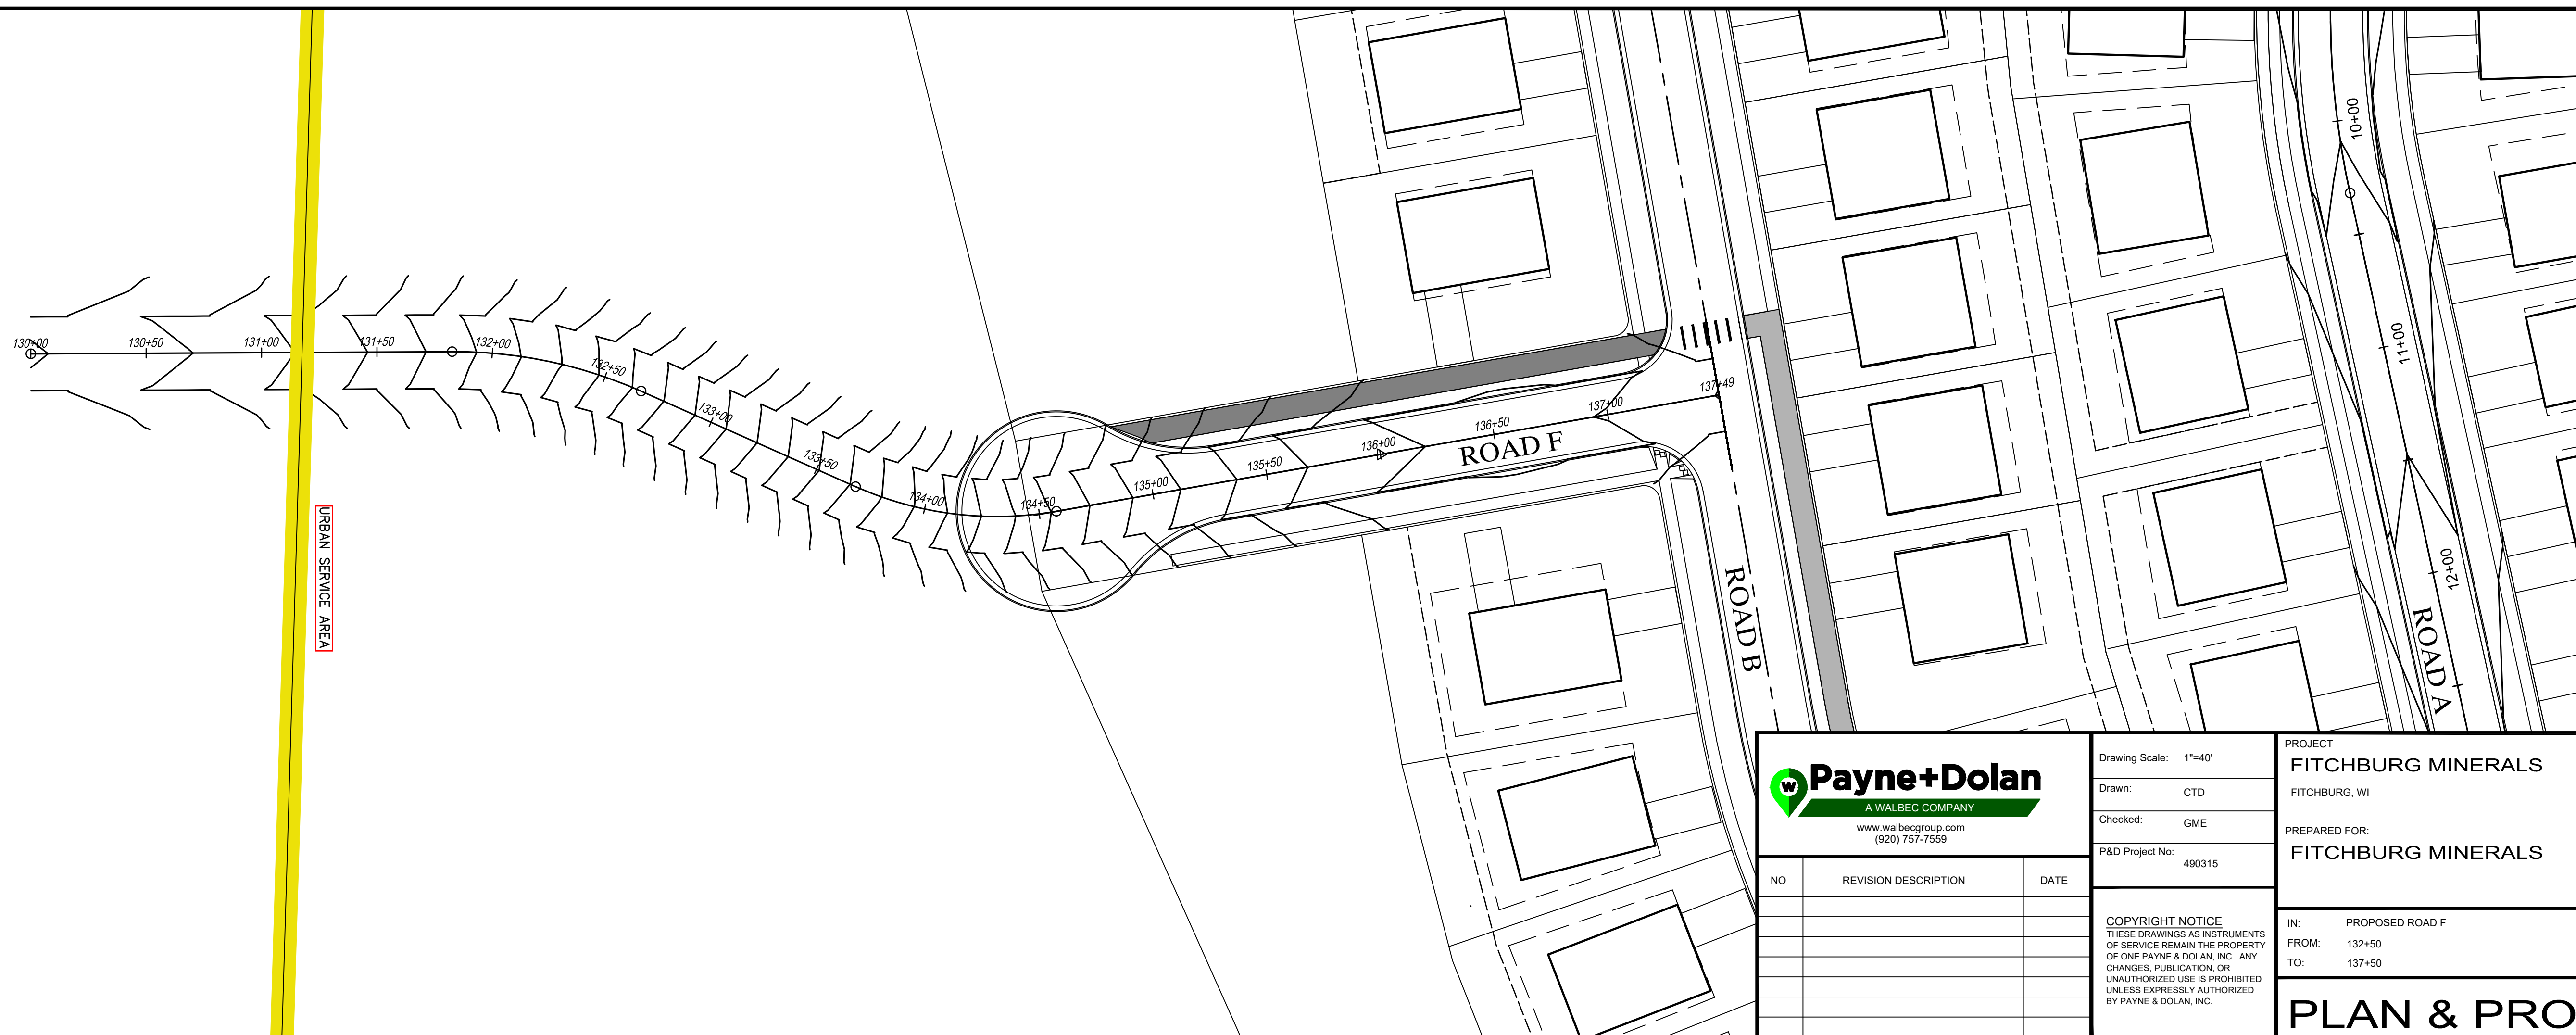 130+00
130+50
131+00
131+50
132+00
132+50
133+00
133+50
134+00
134+50
135+00
135+50
136+00
136+50
137+00
137+49
ROAD F
ROAD B
10+00
11+00
12+00
ROAD A
URBAN SERVICE AREA
W
Payne+Dolan
A WALBEC COMPANY
www.walbecgroup.com
(920) 757-7559
NO REVISION DESCRIPTION DATE
Drawing Scale: 1"=40'
Drawn: CTD
Checked: GME
P&D Project No: 490315
COPYRIGHT NOTICE
THESE DRAWINGS AS INSTRUMENTS
OF SERVICE REMAIN THE PROPERTY
OF ONE PAYNE & DOLAN, INC. ANY
CHANGES, PUBLICATION, OR
UNAUTHORIZED USE IS PROHIBITED
UNLESS EXPRESSLY AUTHORIZED
BY PAYNE & DOLAN, INC.
PROJECT
FITCHBURG MINERALS
FITCHBURG, WI
PREPARED FOR:
FITCHBURG MINERALS
IN: PROPOSED ROAD F
FROM: 132+50
TO: 137+50
PLAN & PRO